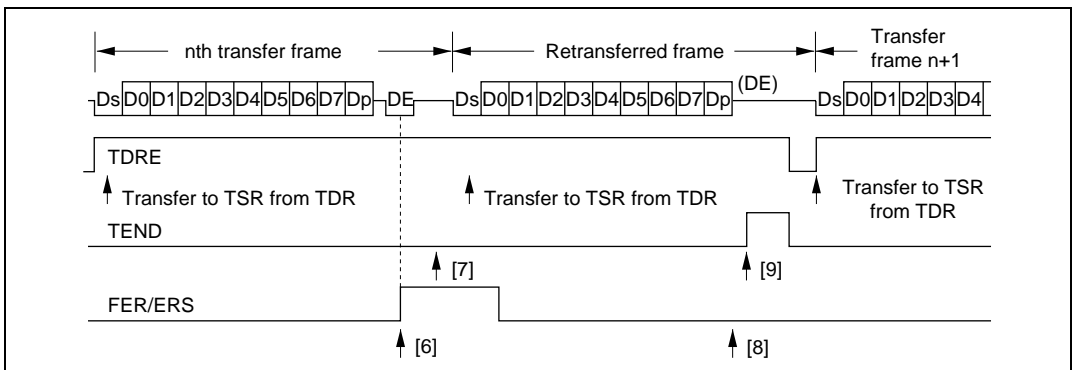 nth transfer frame
Retransferred frame
Transfer
frame n+1
Ds D0 D1 D2 D3 D4 D5 D6 D7 Dp DE
Ds D0 D1 D2 D3 D4 D5 D6 D7 Dp
(DE)
Ds D0 D1 D2 D3 D4
TDRE
Transfer to TSR from TDR
Transfer to TSR from TDR
Transfer to TSR
from TDR
TEND
[7]
[9]
FER/ERS
[6]
[8]